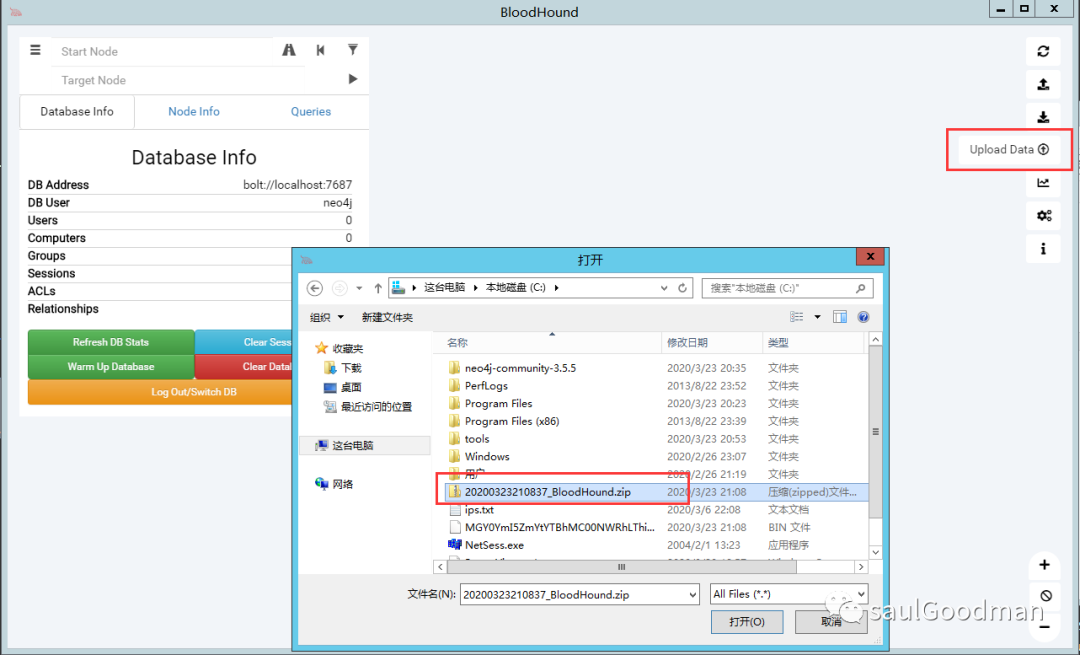 BloodHound
Start Node
Target Node
Database Info
Node Info
Queries
Database Info
DB Address bolt://localhost:7687
DB User neo4j
Users 0
Computers 0
Groups
Sessions
ACLs
Relationships
Refresh DB Stats
Clear Sess
Warm Up Database
Clear Datal
Log Out/Switch DB
Upload Data
打开
这台电脑 本地磁盘 (C:)
搜索"本地磁盘 (C:)"
组织 新建文件夹
收藏夹
下载
桌面
最近访问的位置
这台电脑
网络
名称 修改日期 类型
neo4j-community-3.5.5 2020/3/23 20:35 文件夹
PerfLogs 2013/8/22 23:52 文件夹
Program Files 2020/3/23 20:23 文件夹
Program Files (x86) 2013/8/22 23:39 文件夹
tools 2020/3/23 20:53 文件夹
Windows 2020/2/26 23:07 文件夹
用户 2020/2/26 21:19 文件夹
20200323210837_BloodHound.zip 2020/3/23 21:08 压缩(zipped)文件...
ips.txt 2020/3/6 22:08 文本文档
MGY0YmI5ZmYtYTBhMC00NWRhLThi... 2020/3/23 21:08 BIN 文件
NetSess.exe 2004/2/1 13:23 应用程序
文件名(N): 20200323210837_BloodHound.zip All Files (*.*)
打开(O) 取消
saulGoodman